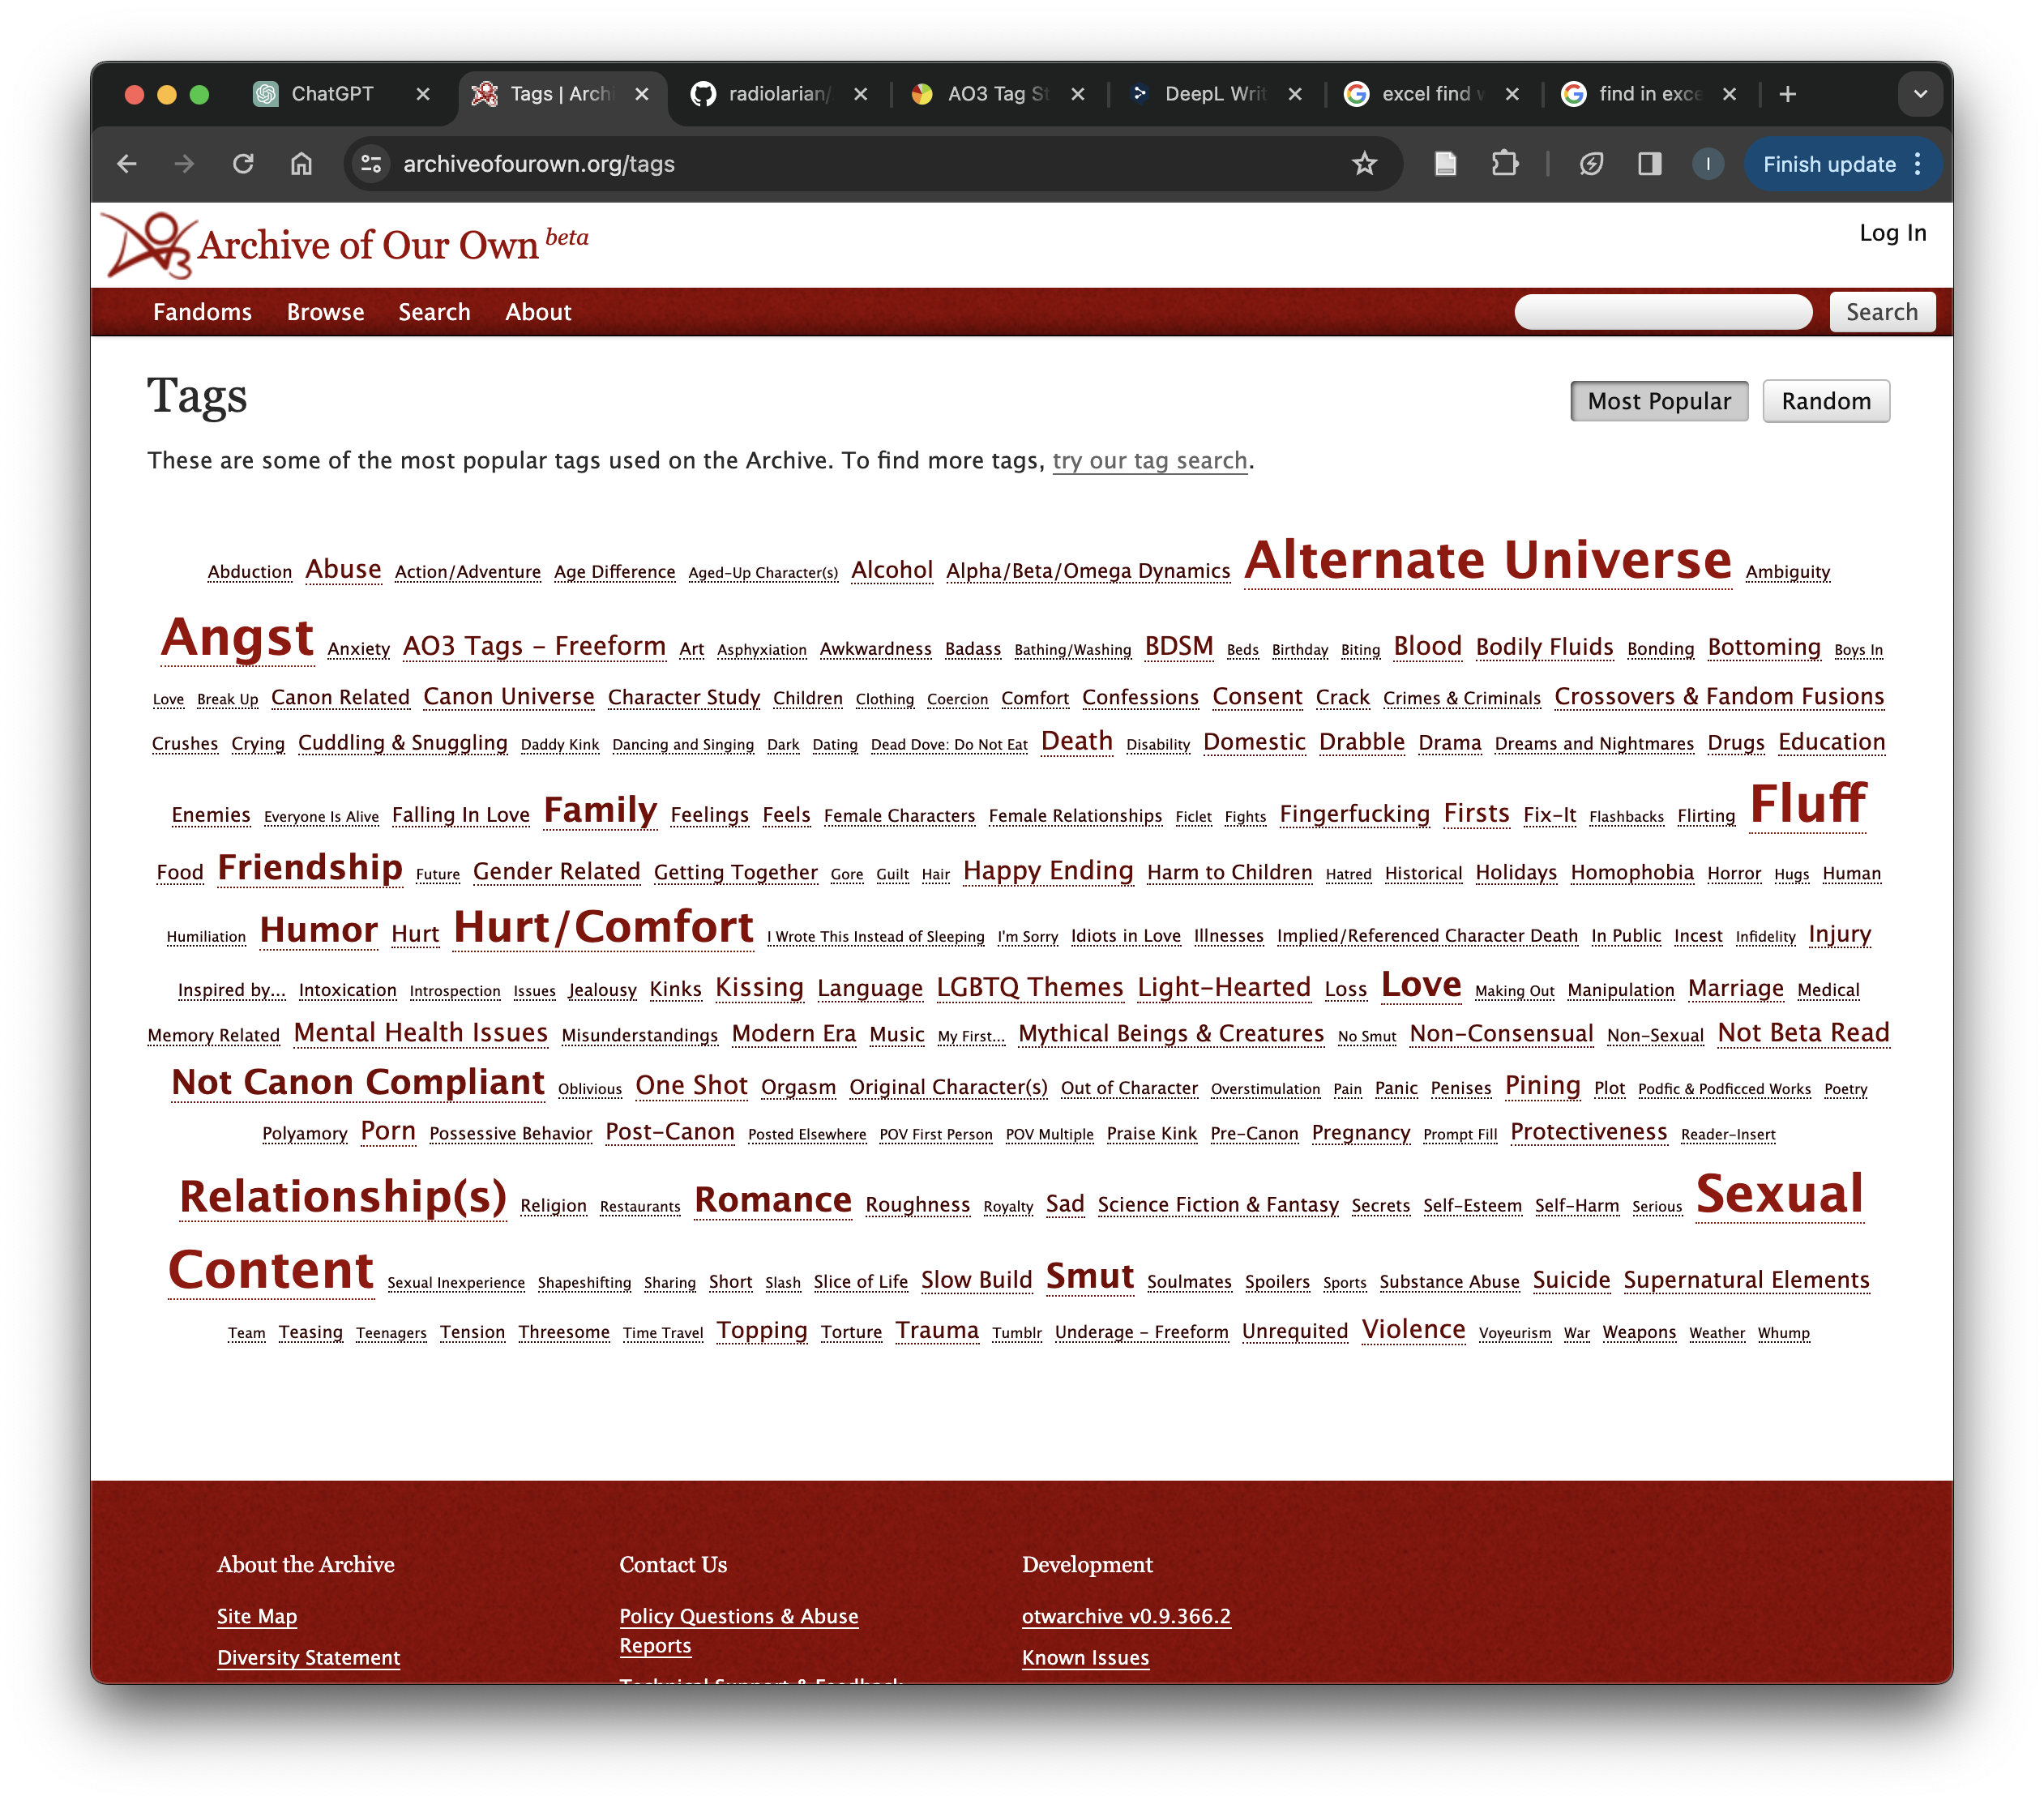 ChatGPT Tags | Archi radiolarian/ AO3 Tag St DeepL Writ excel find v find in exce
archiveofourown.org/tags Finish update
Archive of Our Own beta Log In
Fandoms Browse Search About Search
Tags Most Popular Random
These are some of the most popular tags used on the Archive. To find more tags, try our tag search.
Abduction Abuse Action/Adventure Age Difference Aged-Up Character(s) Alcohol Alpha/Beta/Omega Dynamics Alternate Universe Ambiguity
Angst Anxiety AO3 Tags - Freeform Art Asphyxiation Awkwardness Badass Bathing/Washing BDSM Beds Birthday Biting Blood Bodily Fluids Bonding Bottoming Boys In
Love Break Up Canon Related Canon Universe Character Study Children Clothing Coercion Comfort Confessions Consent Crack Crimes & Criminals Crossovers & Fandom Fusions
Crushes Crying Cuddling & Snuggling Daddy Kink Dancing and Singing Dark Dating Dead Dove: Do Not Eat Death Disability Domestic Drabble Drama Dreams and Nightmares Drugs Education
Enemies Everyone Is Alive Falling In Love Family Feelings Feels Female Characters Female Relationships Ficlet Fights Fingerfucking Firsts Fix-It Flashbacks Flirting Fluff
Food Friendship Future Gender Related Getting Together Gore Guilt Hair Happy Ending Harm to Children Hatred Historical Holidays Homophobia Horror Hugs Human
Humiliation Humor Hurt Hurt/Comfort I Wrote This Instead of Sleeping I'm Sorry Idiots in Love Illnesses Implied/Referenced Character Death In Public Incest Infidelity Injury
Inspired by... Intoxication Introspection Issues Jealousy Kinks Kissing Language LGBTQ Themes Light-Hearted Loss Love Making Out Manipulation Marriage Medical
Memory Related Mental Health Issues Misunderstandings Modern Era Music My First... Mythical Beings & Creatures No Smut Non-Consensual Non-Sexual Not Beta Read
Not Canon Compliant Oblivious One Shot Orgasm Original Character(s) Out of Character Overstimulation Pain Panic Penises Pining Plot Podfic & Podficced Works Poetry
Polyamory Porn Possessive Behavior Post-Canon Posted Elsewhere POV First Person POV Multiple Praise Kink Pre-Canon Pregnancy Prompt Fill Protectiveness Reader-Insert
Relationship(s) Religion Restaurants Romance Roughness Royalty Sad Science Fiction & Fantasy Secrets Self-Esteem Self-Harm Serious Sexual
Content Sexual Inexperience Shapeshifting Sharing Short Slash Slice of Life Slow Build Smut Soulmates Spoilers Sports Substance Abuse Suicide Supernatural Elements
Team Teasing Teenagers Tension Threesome Time Travel Topping Torture Trauma Tumblr Underage - Freeform Unrequited Violence Voyeurism War Weapons Weather Whump
About the Archive
Site Map
Diversity Statement
Contact Us
Policy Questions & Abuse
Reports
Technical Support & Feedback
Development
otwarchive v0.9.366.2
Known Issues